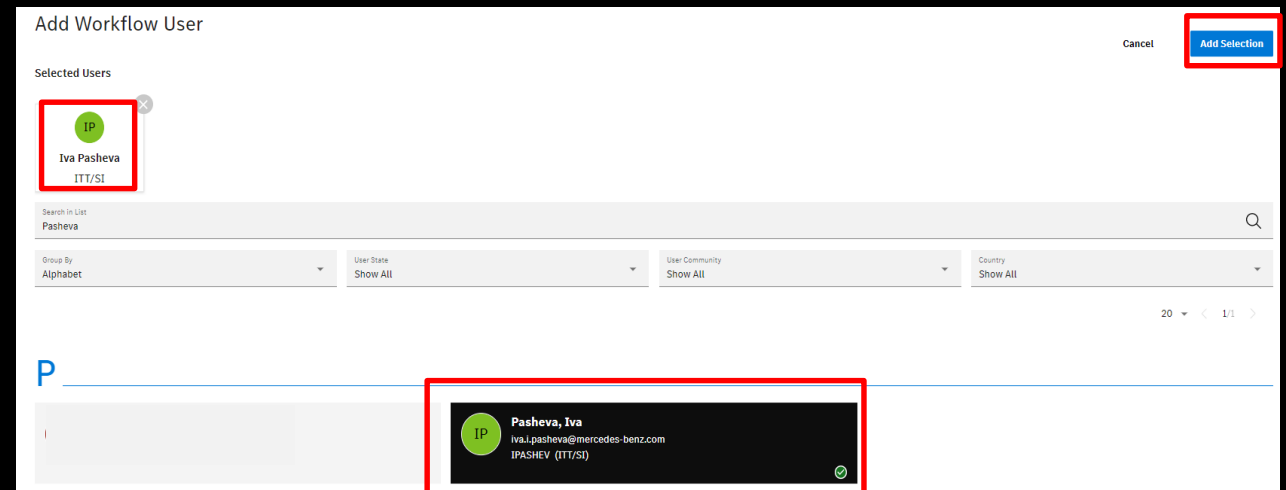 Add Workflow User
Cancel
Add Selection
Selected Users
IP
Iva Pasheva
ITT/SI
Search in List
Pasheva
Group By
Alphabet
User State
Show All
User Community
Show All
Country
Show All
20
1/1
P
IP
Pasheva, Iva
iva.i.pasheva@mercedes-benz.com
IPASHEV (ITT/SI)